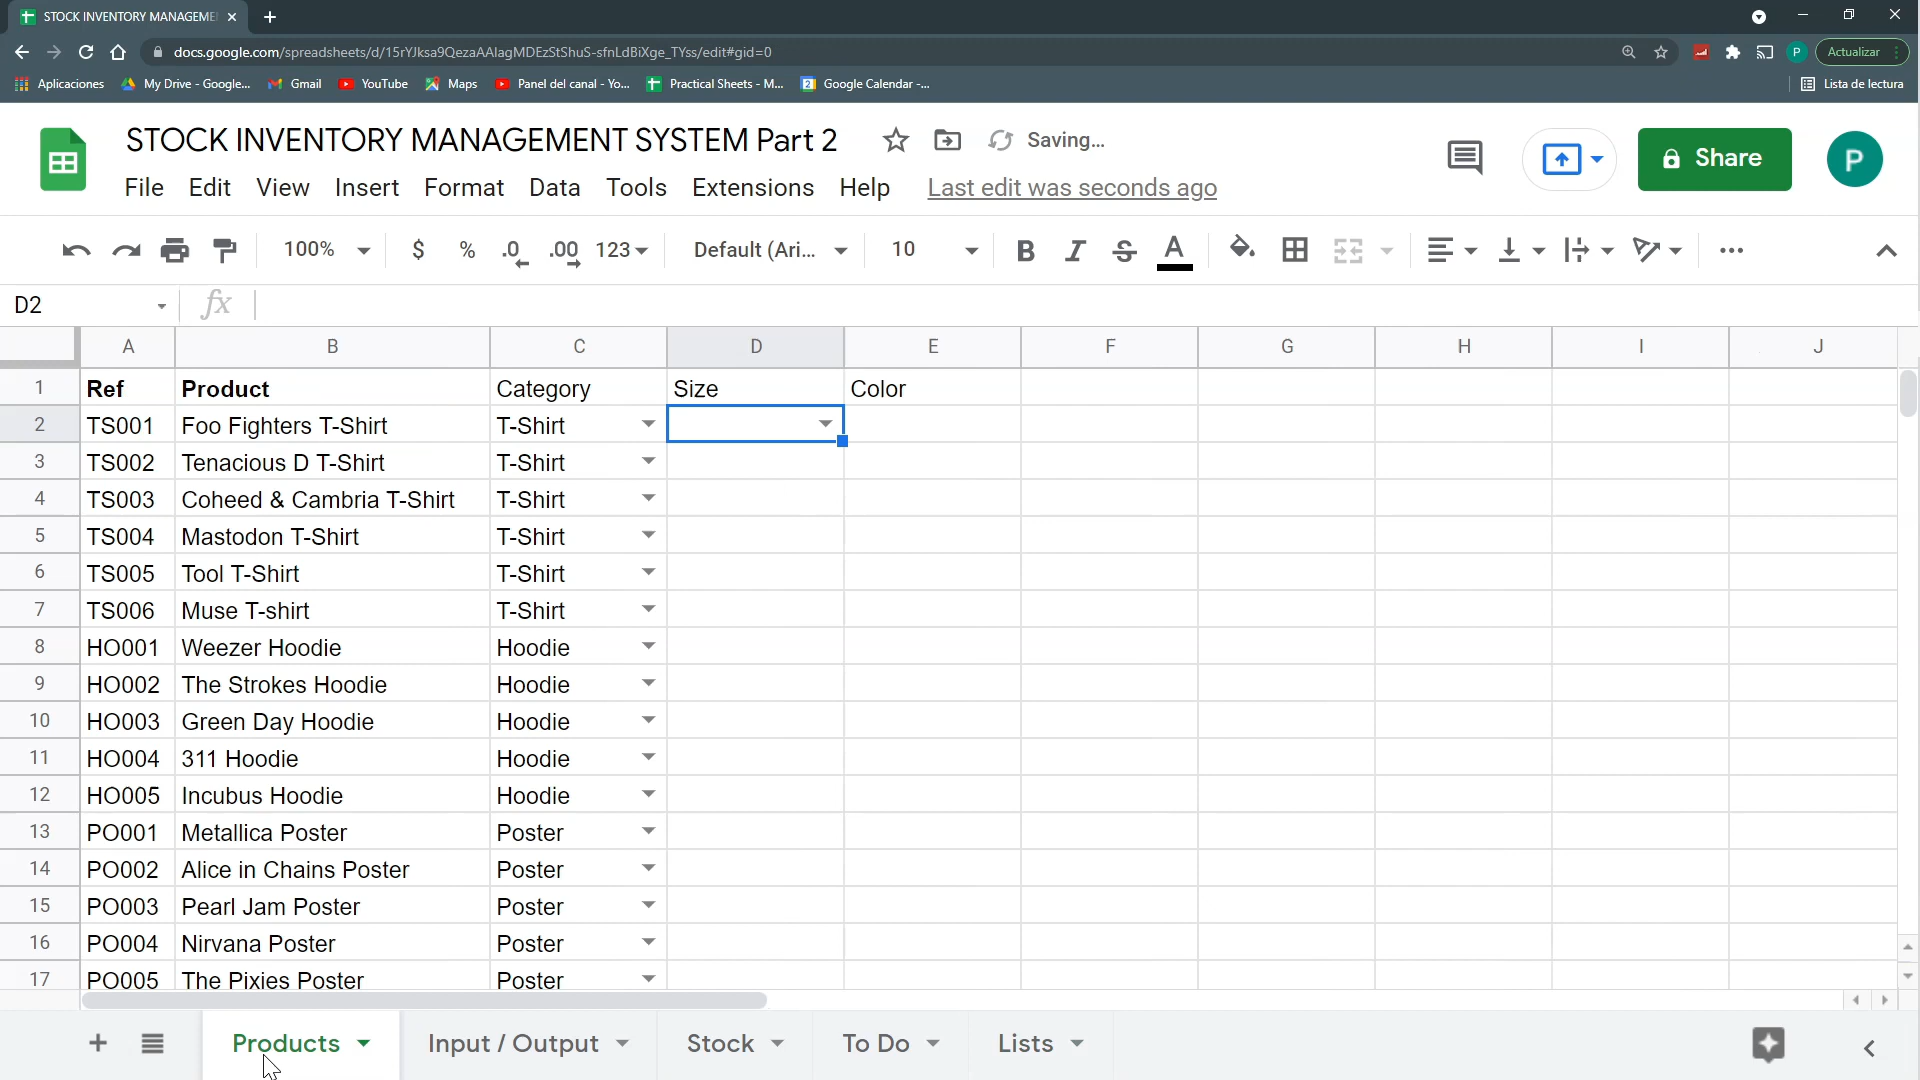 STOCK INVENTORY MANAGEME
docs.google.com/spreadsheets/d/15rYJksa9QezaAAlagMDEzStShuS-sfnLdBiXge_TYss/edit#gid=0
P
Actualizar
Aplicaciones
My Drive - Google...
Gmail
YouTube
Maps
Panel del canal - Yo...
Practical Sheets - M...
Google Calendar -...
Lista de lectura
STOCK INVENTORY MANAGEMENT SYSTEM Part 2
Saving...
Share
P
File Edit View Insert Format Data Tools Extensions Help Last edit was seconds ago
100% $ % .0 .00 123 Default (Ari... 10 B I S A
D2 fx
A B C D E F G H I J
1 Ref Product Category Size Color
2 TS001 Foo Fighters T-Shirt T-Shirt
3 TS002 Tenacious D T-Shirt T-Shirt
4 TS003 Coheed & Cambria T-Shirt T-Shirt
5 TS004 Mastodon T-Shirt T-Shirt
6 TS005 Tool T-Shirt T-Shirt
7 TS006 Muse T-shirt T-Shirt
8 HO001 Weezer Hoodie Hoodie
9 HO002 The Strokes Hoodie Hoodie
10 HO003 Green Day Hoodie Hoodie
11 HO004 311 Hoodie Hoodie
12 HO005 Incubus Hoodie Hoodie
13 PO001 Metallica Poster Poster
14 PO002 Alice in Chains Poster Poster
15 PO003 Pearl Jam Poster Poster
16 PO004 Nirvana Poster Poster
17 PO005 The Pixies Poster Poster
Products Input / Output Stock To Do Lists